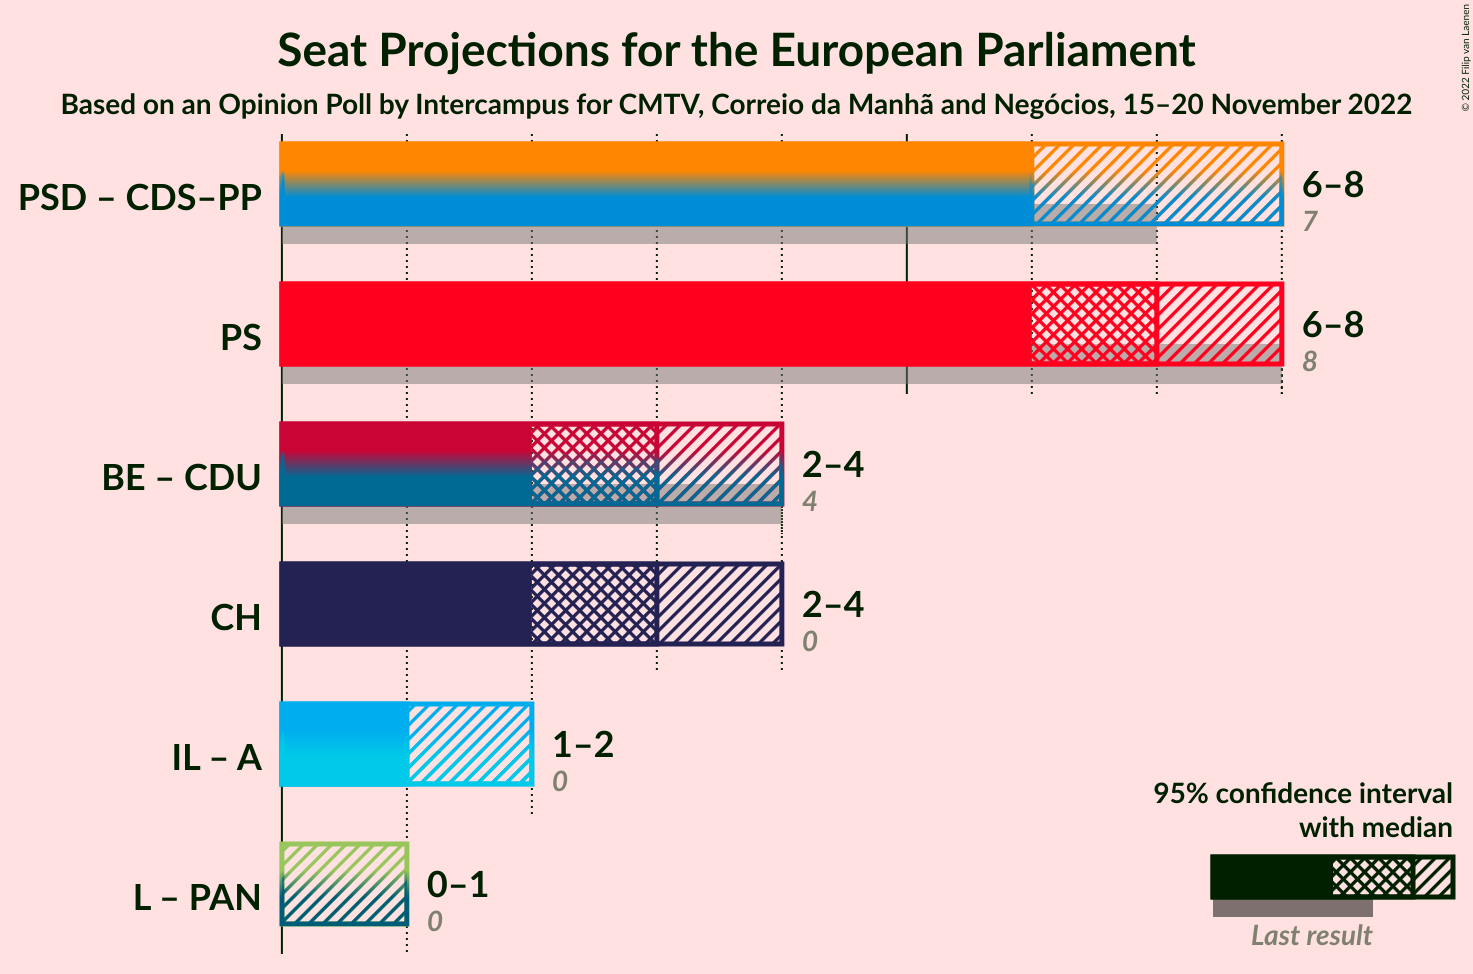 Seat Projections for the European Parliament
Based on an Opinion Poll by Intercampus for CMTV, Correio da Manhã and Negócios, 15–20 November 2022
© 2022 Filip van Laenen
PSD – CDS–PP
6–8
7
PS
6–8
8
BE – CDU
2–4
4
CH
2–4
0
IL – A
1–2
0
L – PAN
0–1
0
95% confidence interval
with median
Last result